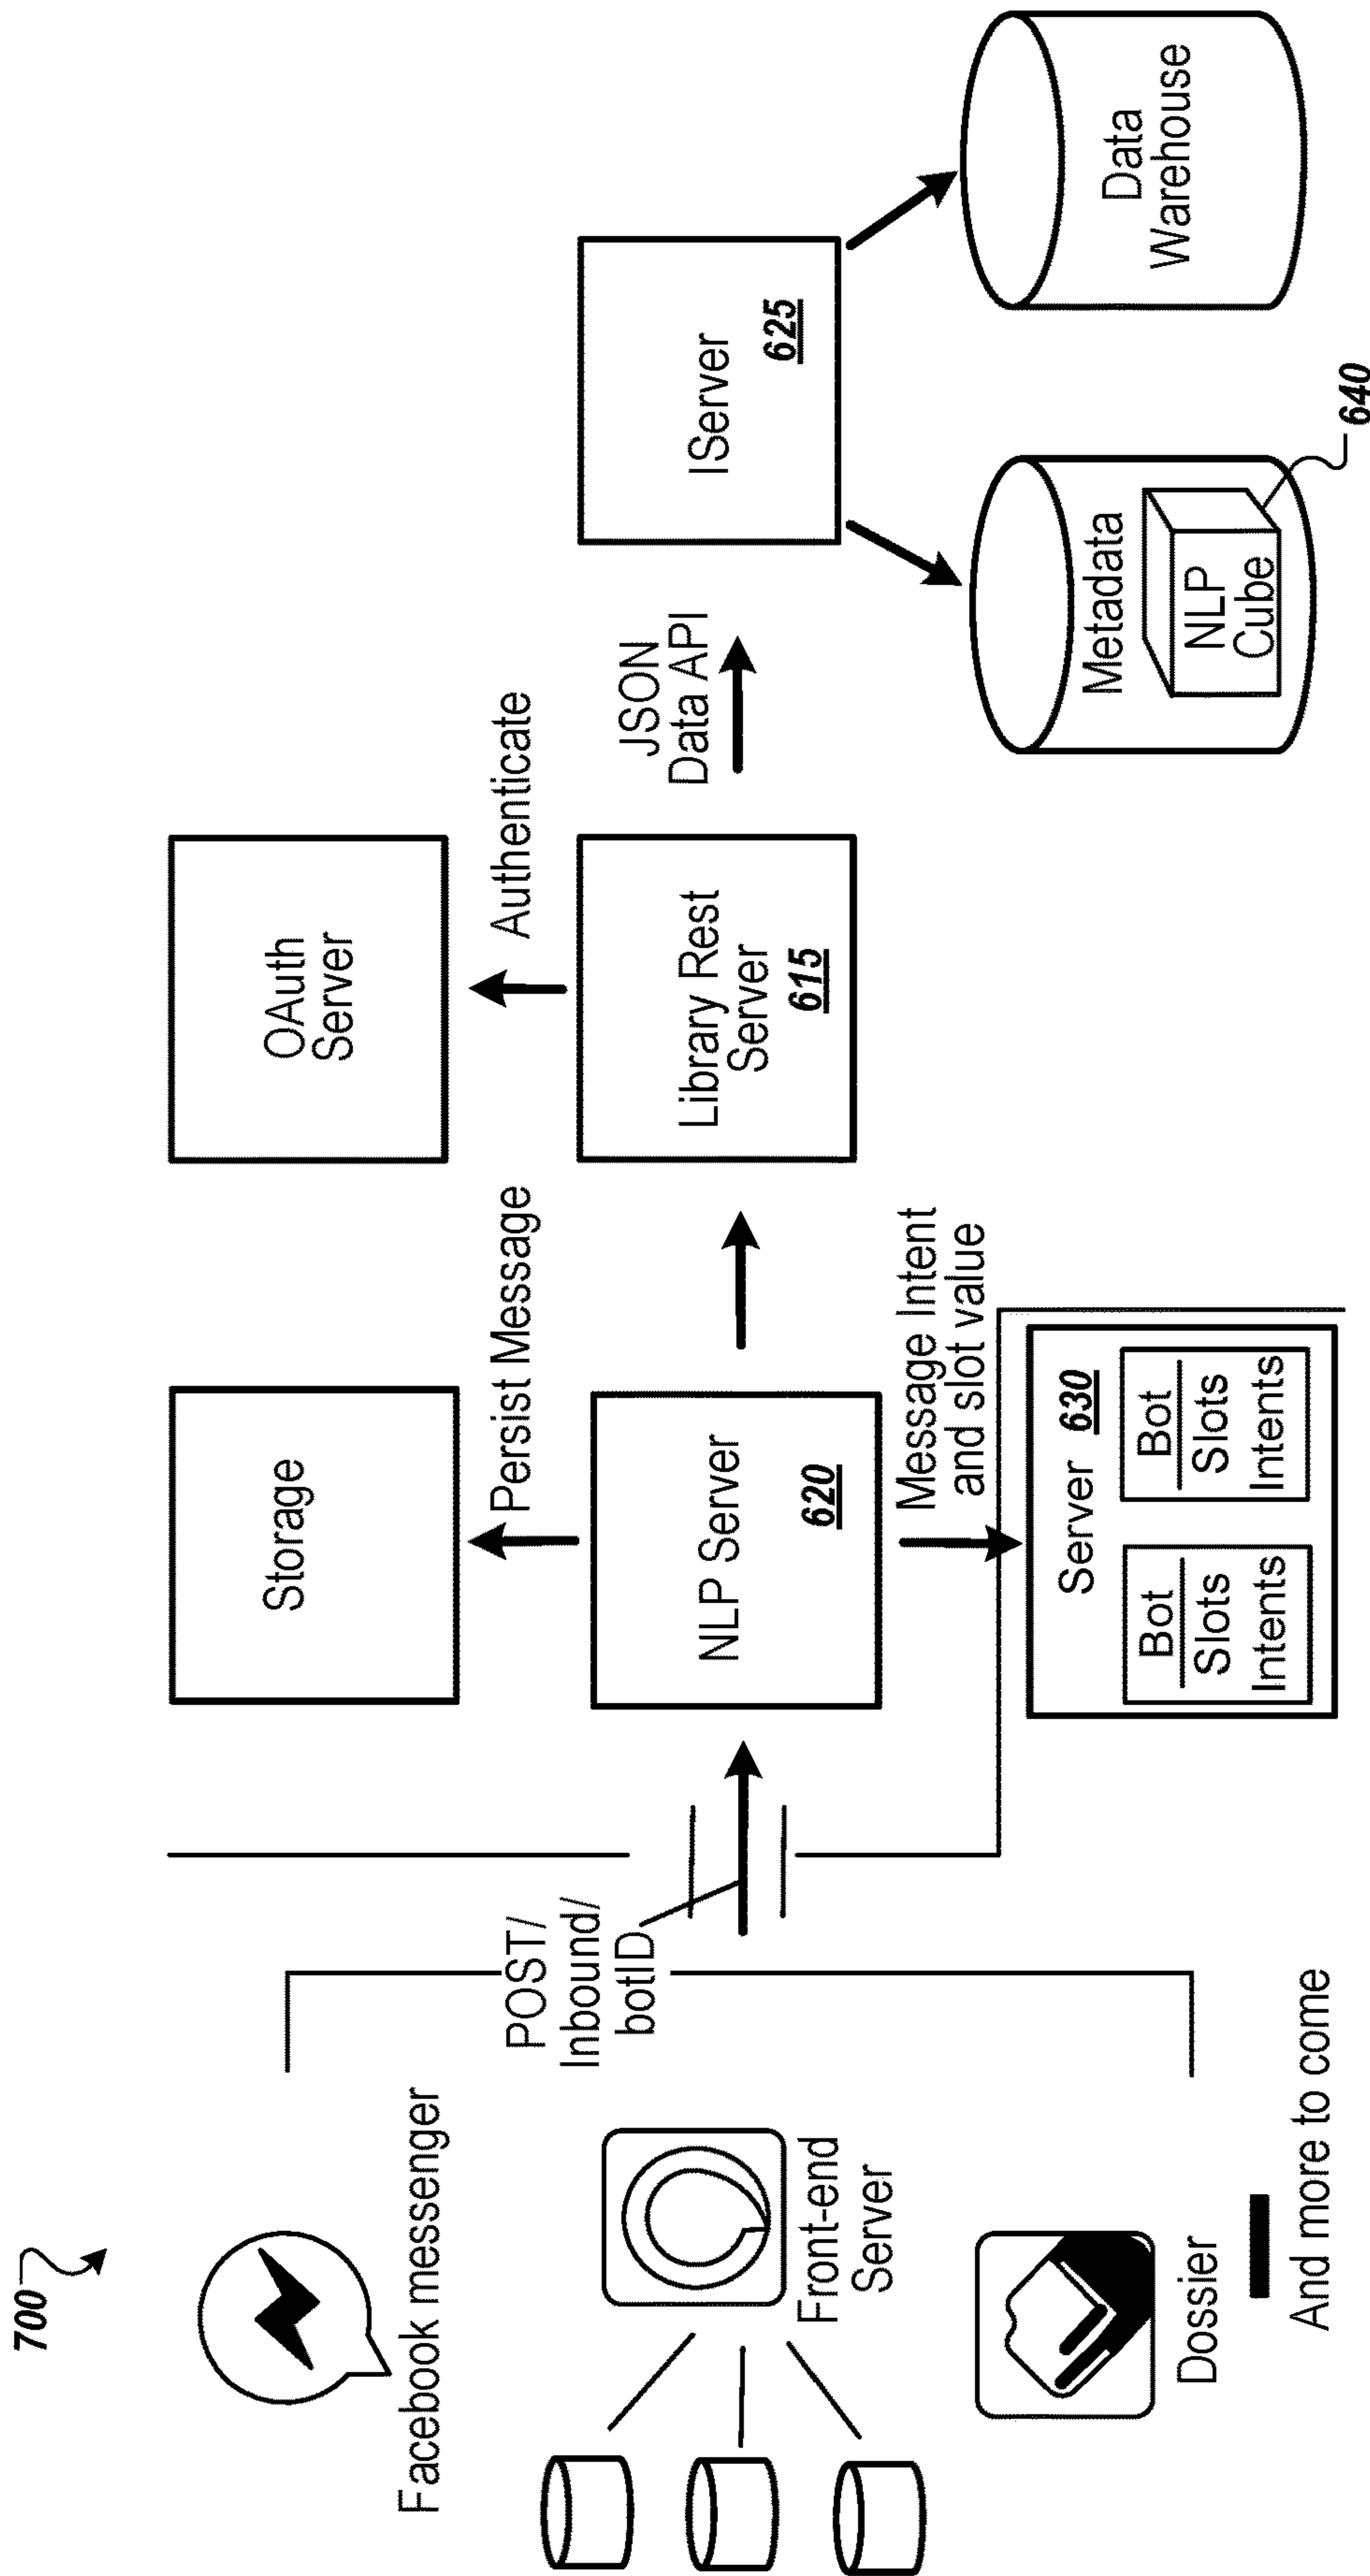 700
Facebook messenger
Front-end
Server
Dossier
And more to come
POST/
Inbound/
botID
Storage
Persist Message
NLP Server
620
Message Intent
and slot value
Server 630
Bot
Slots
Intents
Bot
Slots
Intents
OAuth
Server
Authenticate
Library Rest
Server
615
JSON
Data API
IServer
625
Metadata
NLP
Cube
640
Data
Warehouse